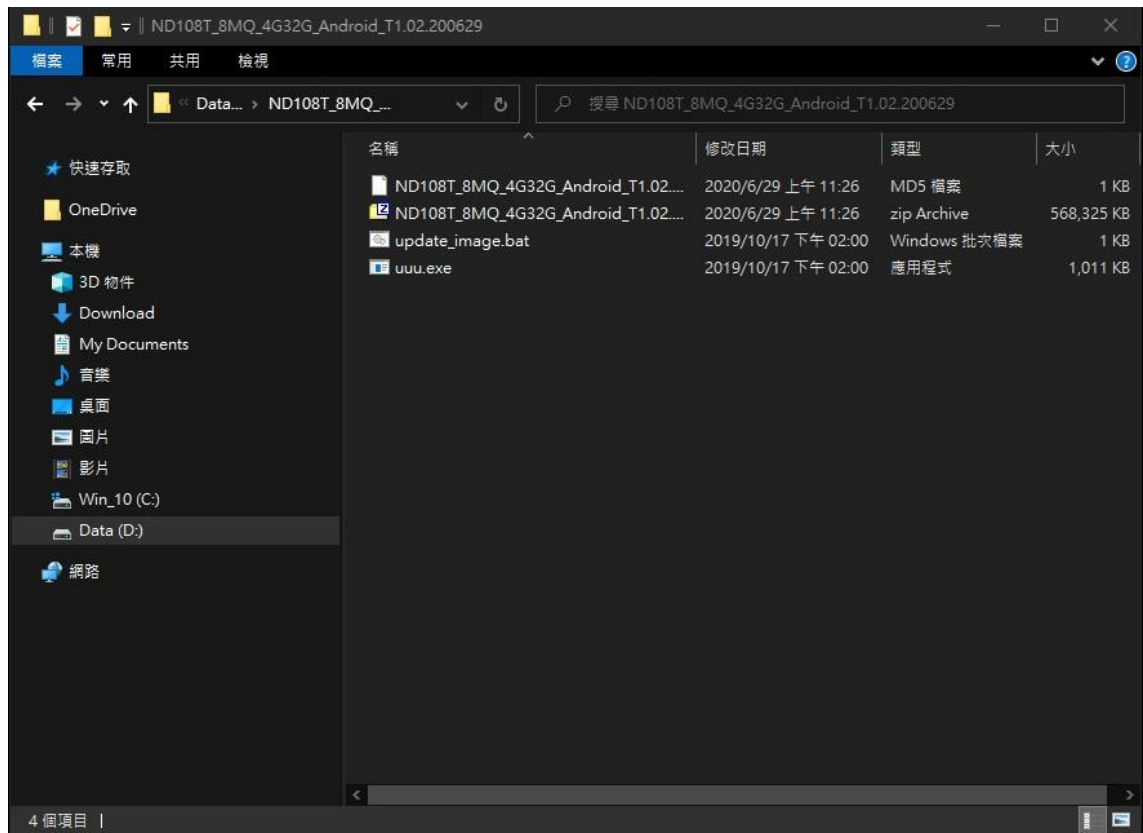 ND108T_8MQ_4G32G_Android_T1.02.200629
檔案 常用 共用 檢視
Data... › ND108T_8MQ_... 搜尋 ND108T_8MQ_4G32G_Android_T1.02.200629
名稱 修改日期 類型 大小
ND108T_8MQ_4G32G_Android_T1.02.... 2020/6/29 上午 11:26 MD5 檔案 1 KB
ND108T_8MQ_4G32G_Android_T1.02.... 2020/6/29 上午 11:26 zip Archive 568,325 KB
update_image.bat 2019/10/17 下午 02:00 Windows 批次檔案 1 KB
uuu.exe 2019/10/17 下午 02:00 應用程式 1,011 KB
快速存取
OneDrive
本機
3D 物件
Download
My Documents
音樂
桌面
圖片
影片
Win_10 (C:)
Data (D:)
網路
4 個項目